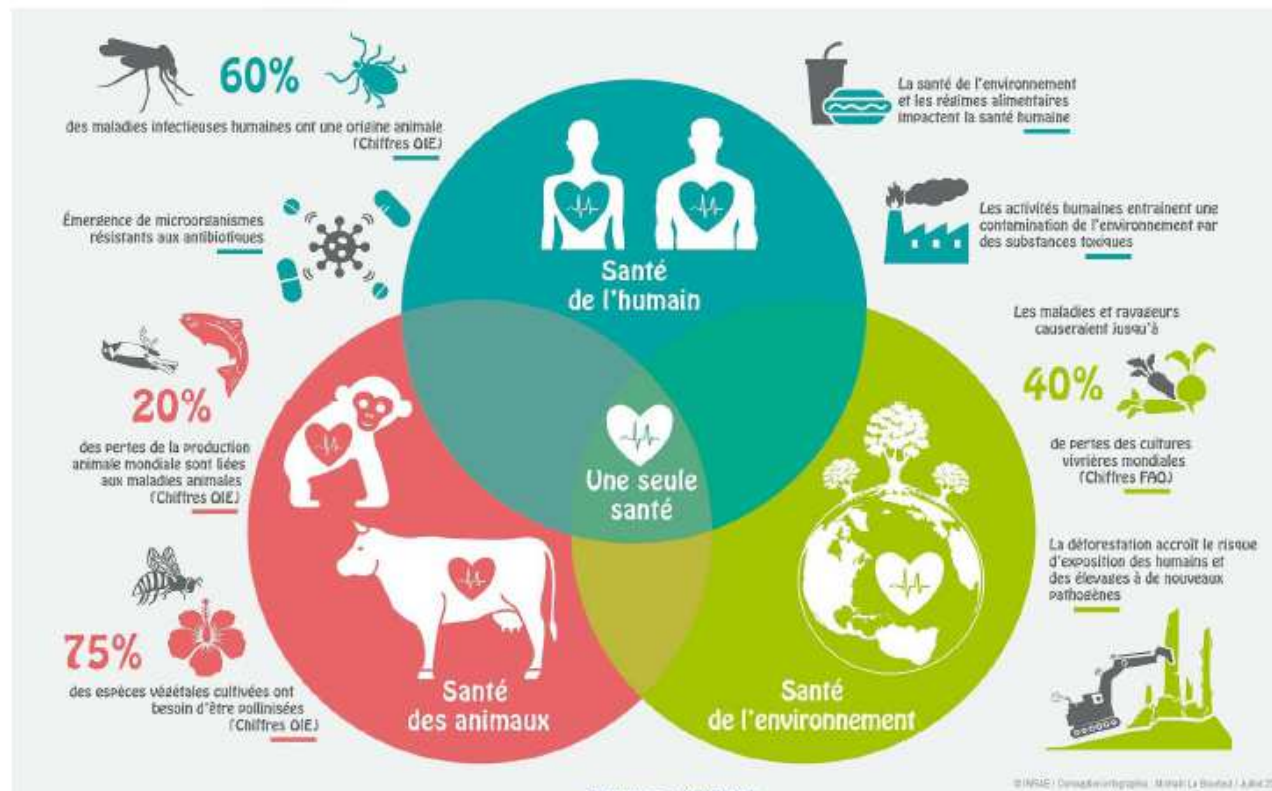 60%
des maladies infectieuses humaines ont une origine animale
(Chiffres OIE)
Émergence de microorganismes
résistants aux antibiotiques
20%
des pertes de la production
animale mondiale sont liées
aux maladies animales
(Chiffres OIE)
75%
des espèces végétales cultivées ont
besoin d'être pollinisées
(Chiffres OIE)
Santé
de l'humain
Une seule
santé
Santé
des animaux
Santé
de l'environnement
La santé de l'environnement
et les régimes alimentaires
impactent la santé humaine
Les activités humaines entrainent une
contamination de l'environnement par
des substances toxiques
Les maladies et ravageurs
causeraient jusqu'à
40%
de pertes des cultures
vivrières mondiales
(Chiffres FAO)
La déforestation accroît le risque
d'exposition des humains et
des élevages à de nouveaux
pathogènes
© INRAE /